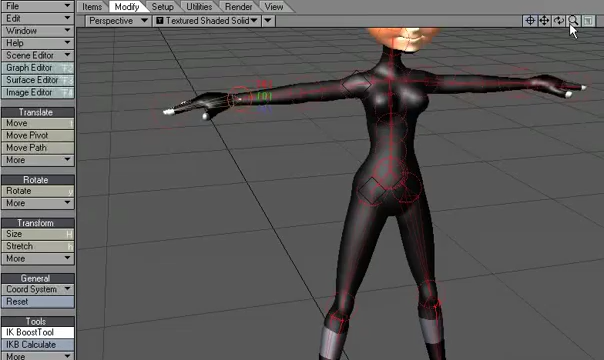 File
Items
Modify
Setup
Utilities
Render
View
Edit
Perspective
Textured Shaded Solid
Window
Help
Scene Editor
Graph Editor
Surface Editor
Image Editor
Translate
Move
Move Pivot
Move Path
More
Rotate
Rotate
More
Transform
Size
Stretch
More
General
Coord System
Reset
Tools
IK BoostTool
IKB Calculate
More